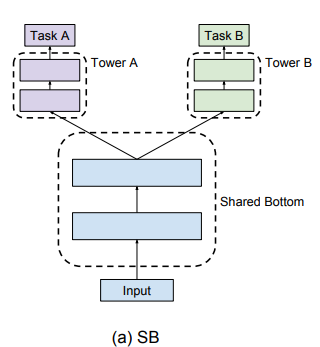 Task A
Task B
Tower A
Tower B
Shared Bottom
Input
(a) SB